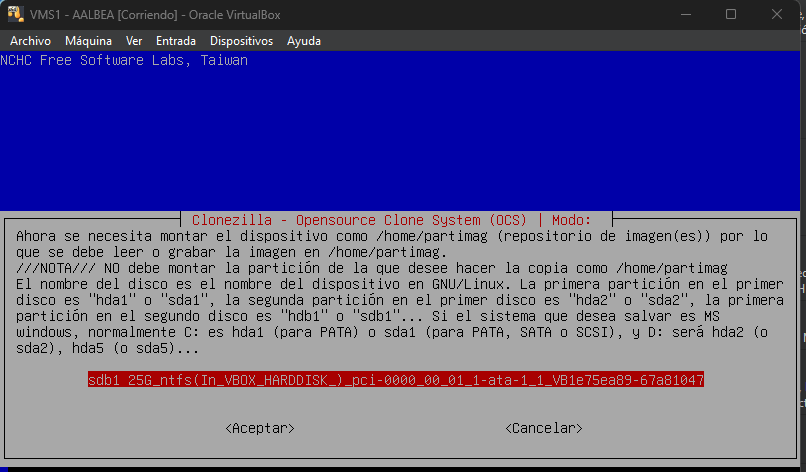 VMS1 - AALBEA [Corriendo] - Oracle VirtualBox
Archivo Máquina Ver Entrada Dispositivos Ayuda
NCHC Free Software Labs, Taiwan
Clonezilla - Opensource Clone System (OCS) | Modo:
Ahora se necesita montar el dispositivo como /home/partimag (repositorio de imagen(es)) por lo
que se debe leer o grabar la imagen en /home/partimag.
///NOTA/// NO debe montar la partición de la que desee hacer la copia como /home/partimag
El nombre del disco es el nombre del dispositivo en GNU/Linux. La primera partición en el primer
disco es "hda1" o "sda1", la segunda partición en el primer disco es "hda2" o "sda2", la primera
partición en el segundo disco es "hdb1" o "sdb1"... Si el sistema que desea salvar es MS
windows, normalmente C: es hda1 (para PATA) o sda1 (para PATA, SATA o SCSI), y D: será hda2 (o
sda2), hda5 (o sda5)...
sdb1 25G_ntfs(In_VBOX_HARDDISK_)_pci-0000_00_01_1-ata-1_1_VB1e75ea89-67a81047
<Aceptar> <Cancelar>